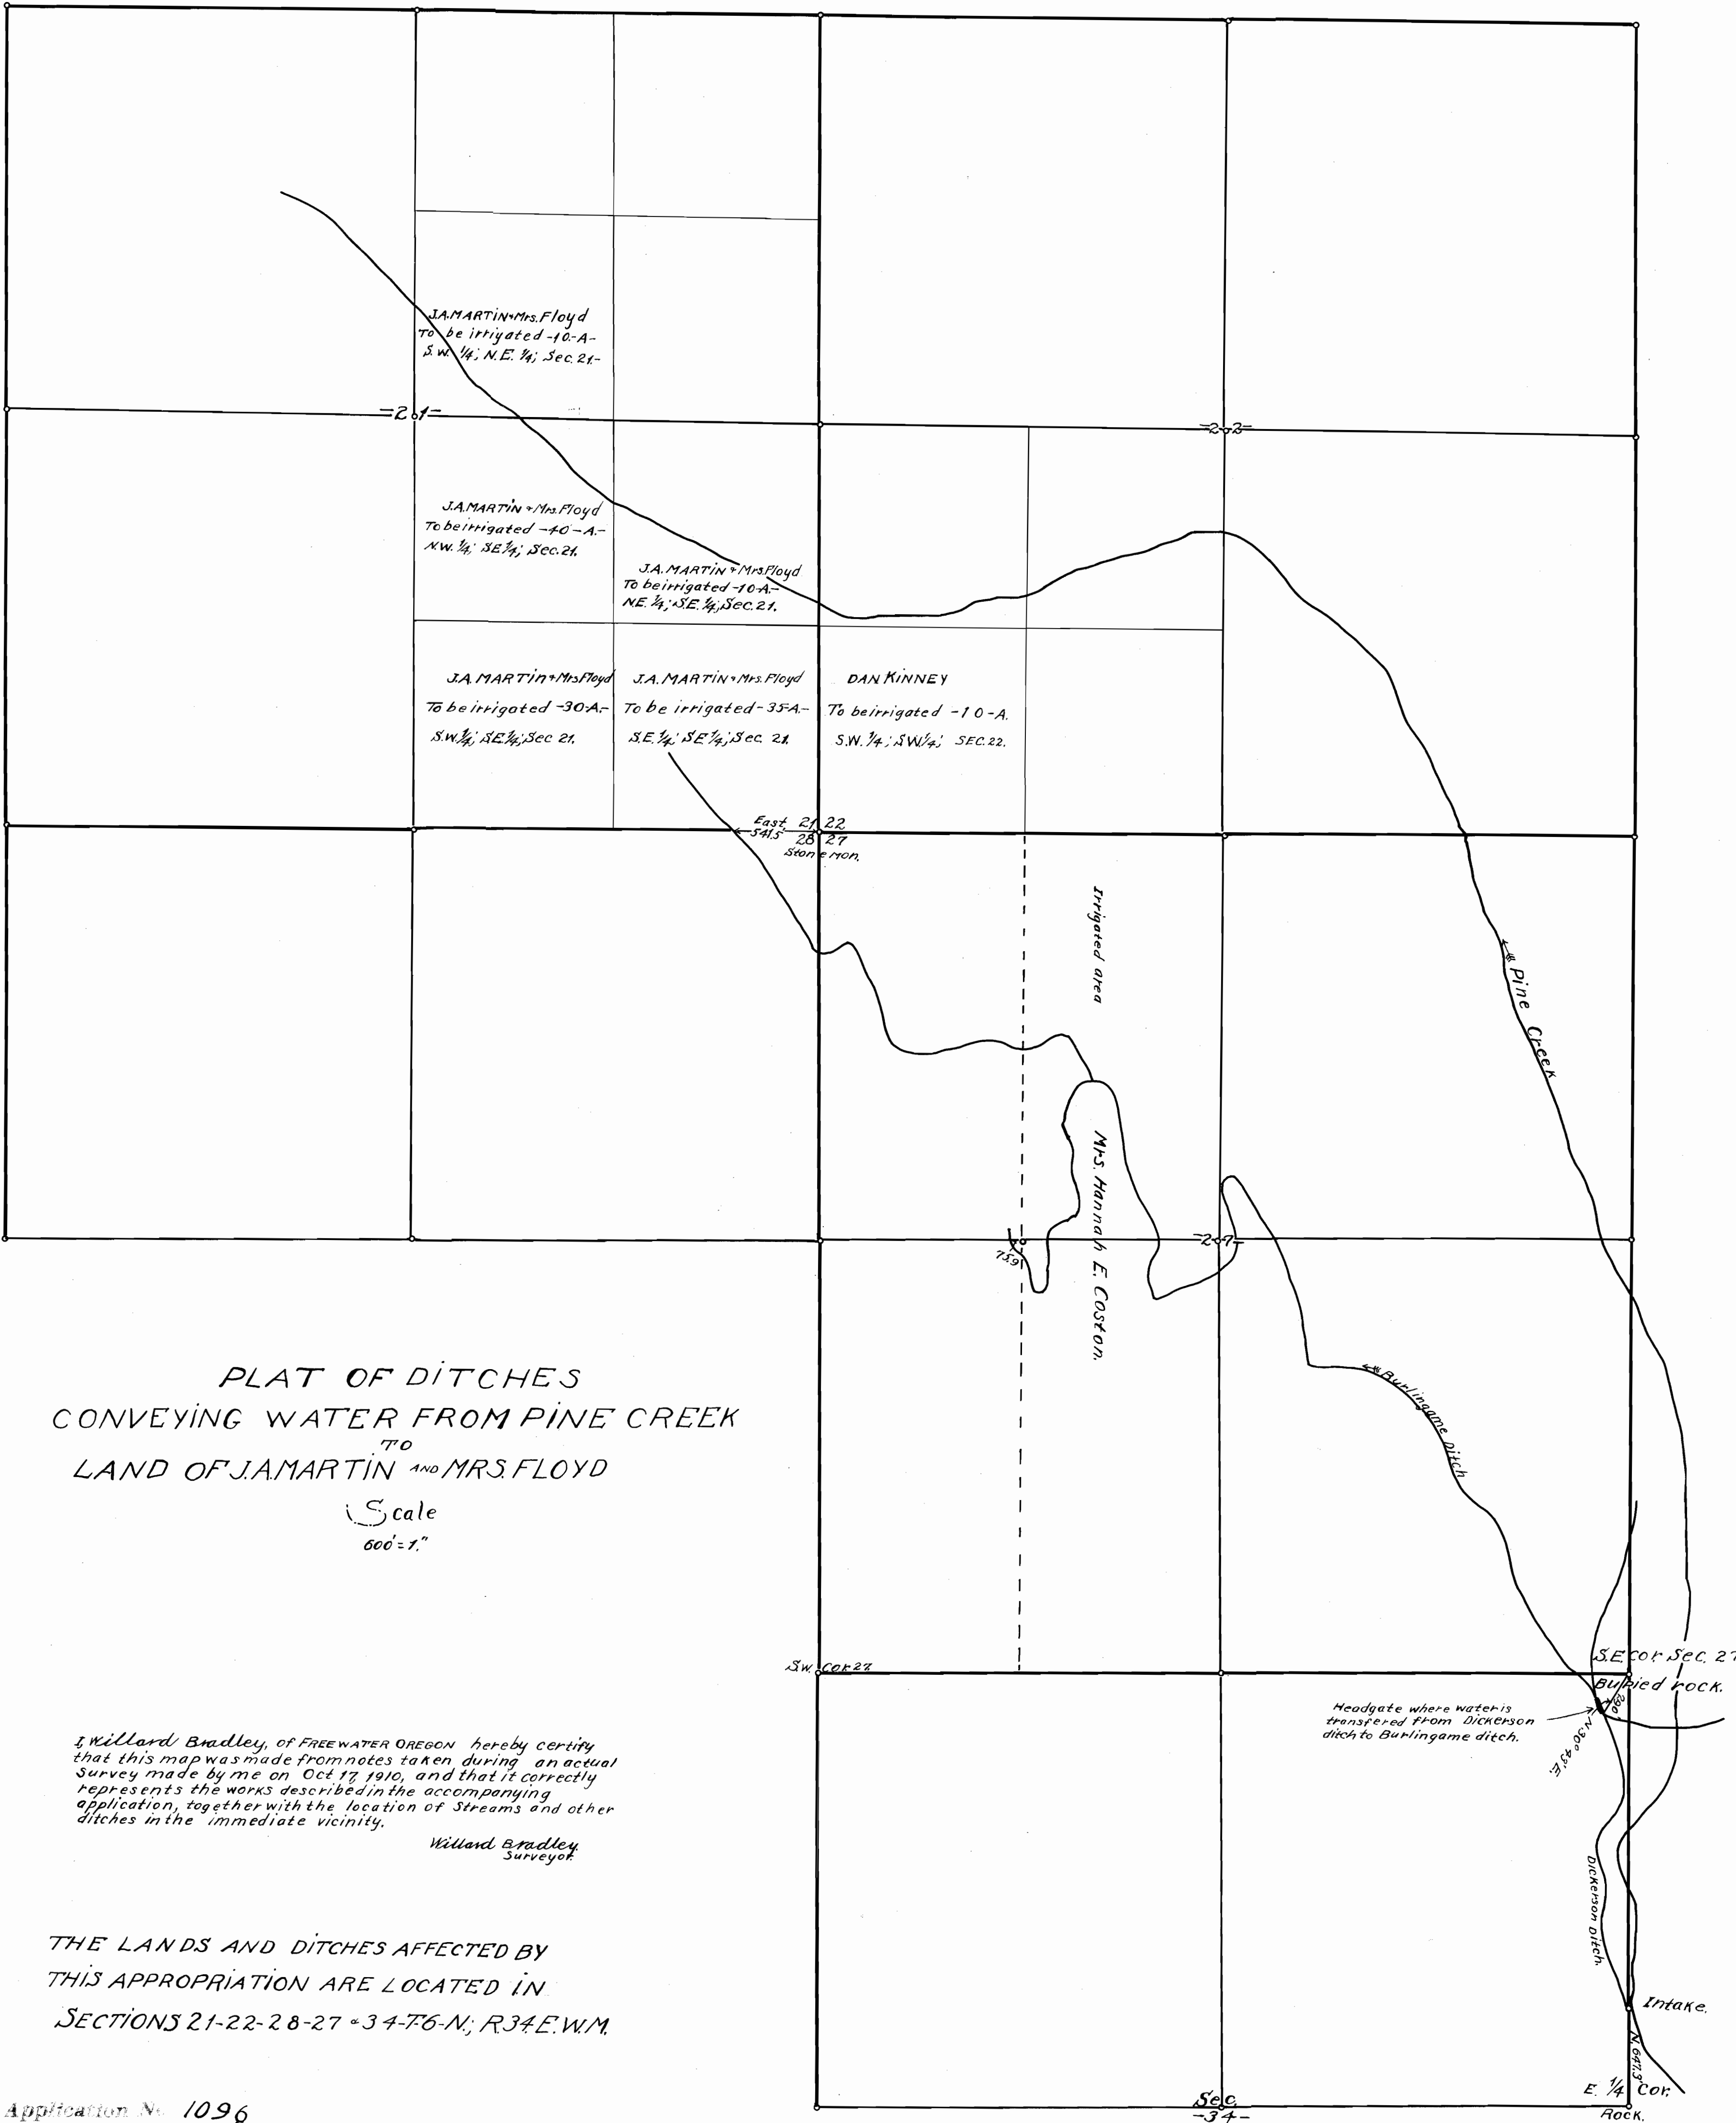 J.A. MARTIN & Mrs. Floyd
To be irrigated -10-A-
S.W. 1/4; N.E. 1/4; Sec. 21-
-21-
-22-
J.A. MARTIN & Mrs. Floyd
To be irrigated -40-A.-
N.W. 1/4; S.E. 1/4; Sec. 21.
J.A. MARTIN & Mrs. Floyd
To be irrigated -10-A-
N.E. 1/4; S.E. 1/4; Sec. 21.
J.A. MARTIN & Mrs Floyd
To be irrigated -30-A.-
S.W. 1/4; S.E. 1/4; Sec 21.
J.A. MARTIN & Mrs. Floyd
To be irrigated -35-A.-
S.E. 1/4; S.E. 1/4; Sec. 21.
DAN KINNEY
To be irrigated -10-A.
S.W. 1/4; S.W. 1/4; SEC. 22.
East
541.5
21 22
28 27
Stone Mon.
Irrigated area
Pine Creek
Mrs. Hannah E. Coston.
759
-27-
Burlingame Ditch
PLAT OF DITCHES
CONVEYING WATER FROM PINE CREEK
TO
LAND OF J.A. MARTIN AND MRS. FLOYD
Scale
600' = 1."
S.W. Cor 27
S.E. Cor. Sec. 27
Buried rock.
290'
N 30° 43' E.
Headgate where water is
transfered from Dickerson
ditch to Burlingame ditch.
I, Willard Bradley, of FREEWATER OREGON hereby certify
that this map was made from notes taken during an actual
survey made by me on Oct 17, 1910, and that it correctly
represents the works described in the accompanying
application, together with the location of Streams and other
ditches in the immediate vicinity.
Willard Bradley.
Surveyor.
Dickerson Ditch.
THE LANDS AND DITCHES AFFECTED BY
THIS APPROPRIATION ARE LOCATED IN
SECTIONS 21-22-28-27 & 34-T.6-N.; R.34.E.W.M.
Intake.
N. 647.3'
E. 1/4 Cor.
Rock.
Sec.
-34-
Application No 1096